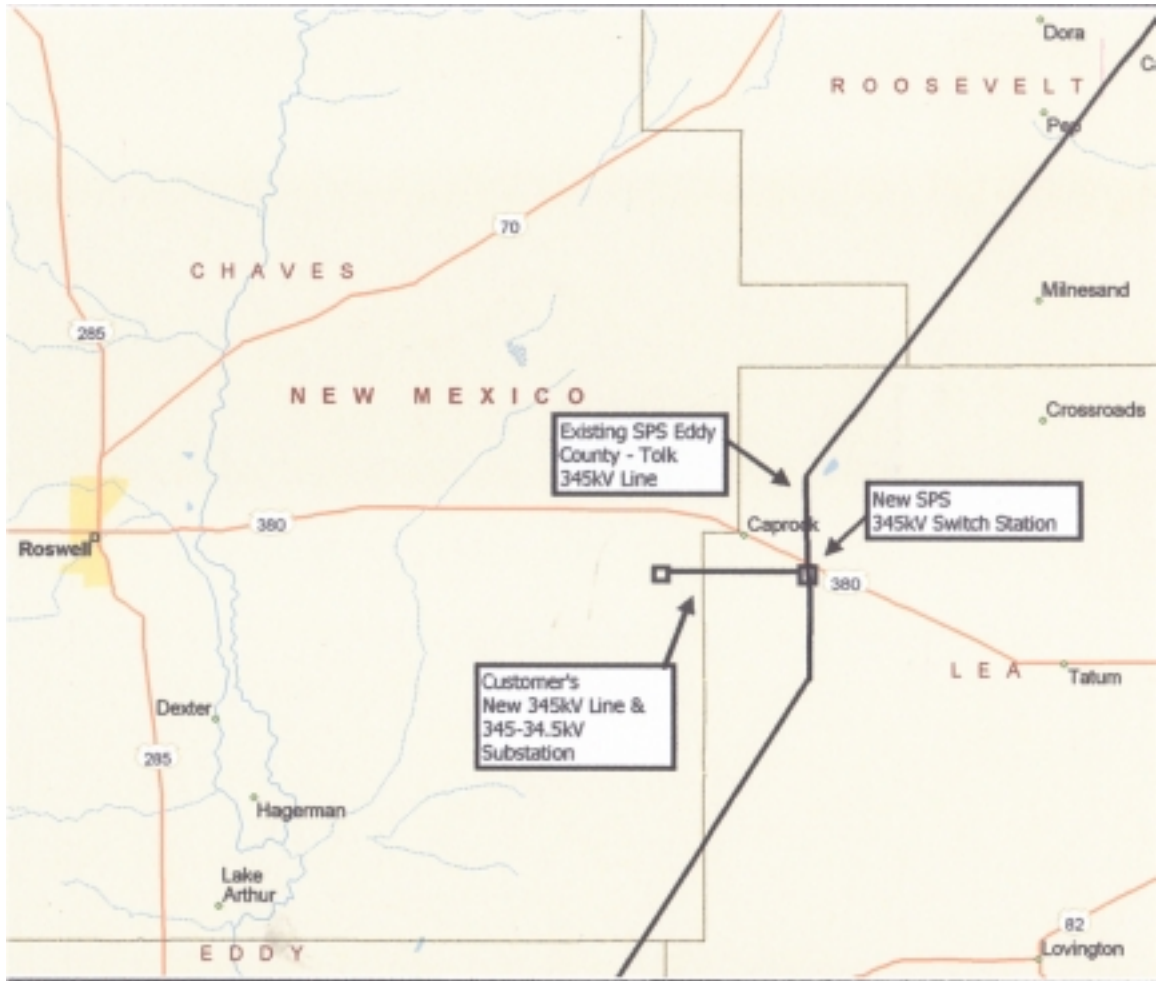 Dora
Ca
ROOSEVELT
Pep
70
CHAVES
Milnesand
285
NEW MEXICO
Crossroads
Existing SPS Eddy
County - Tolk
345kV Line
New SPS
345kV Switch Station
380
Caprock
Roswell
380
LEA
Tatum
Customer's
New 345kV Line &
345-34.5kV
Substation
Dexter
285
Hagerman
Lake
Arthur
82
EDDY
Lovington